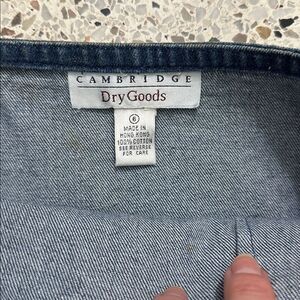 CAMBRIDGE
Dry Goods
6
MADE IN
HONG KONG
100% COTTON
SEE REVERSE
FOR CARE